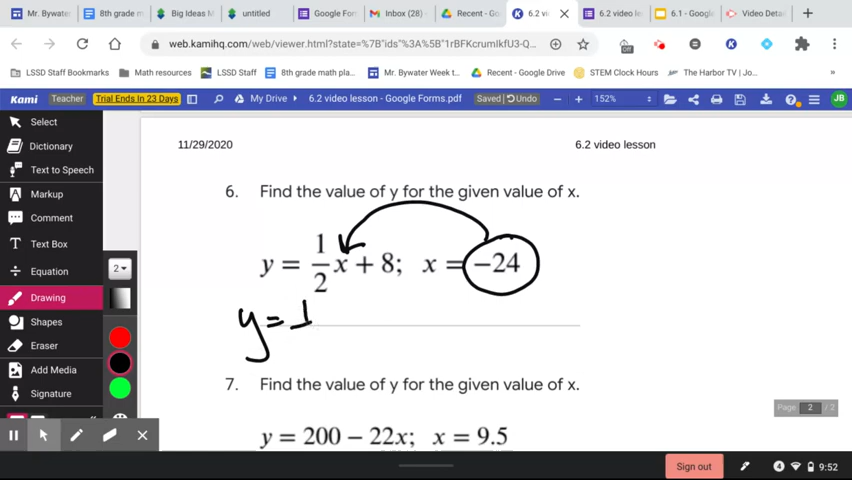 Mr. Bywater
8th grade m
Big Ideas M
untitled
Google For
Inbox (28) -
Recent - Go
6.2 vi
6.2 video le
6.1 - Googl
Video Detai
web.kamihq.com/web/viewer.html?state=%7B"ids"%3A%5B"1rBFKcrumIkfU3-Q...
Off
LSSD Staff Bookmarks
Math resources
LSSD Staff
8th grade math pla...
Mr. Bywater Week t...
Recent - Google Drive
STEM Clock Hours
The Harbor TV | Jo...
»
Kami
Teacher
Trial Ends In 23 Days
My Drive
6.2 video lesson - Google Forms.pdf
Saved
Undo
152%
JB
Select
Dictionary
Text to Speech
Markup
Comment
Text Box
Equation
Drawing
Shapes
Eraser
Add Media
Signature
2
11/29/2020
6.2 video lesson
6. Find the value of y for the given value of x.
y = 1/2 x + 8; x = −24
y = 1
7. Find the value of y for the given value of x.
y = 200 − 22x; x = 9.5
Page 2 / 2
Sign out
4
9:52